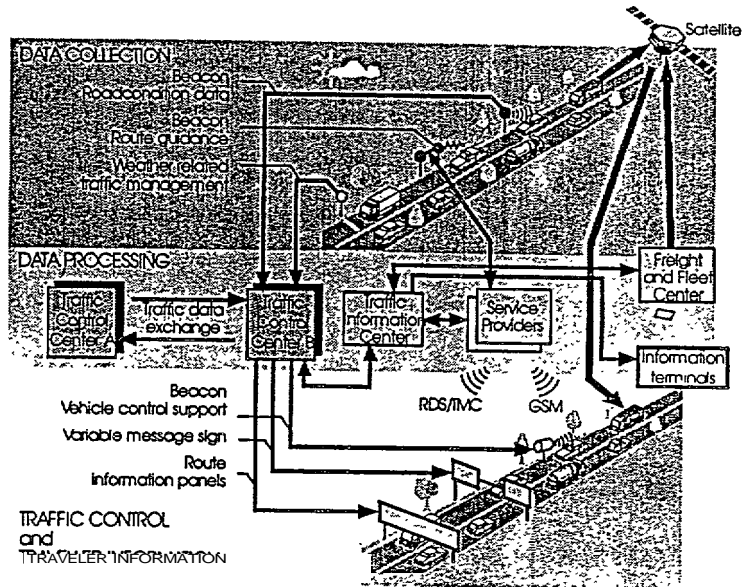 Satellite
DATA COLLECTION
Beacon
Roadcondition data
Beacon
Route guidance
Weather related
traffic management
DATA PROCESSING
Traffic
Control
Center A
Traffic data
exchange
Traffic
Control
Center B
Traffic
Information
Center
Service
Providers
Freight
and Fleet
Center
Information
terminals
RDS/TMC
GSM
Beacon
Vehicle control support
Variable message sign
Route
information panels
TRAFFIC CONTROL
and
TTRAVELER INFORMATION